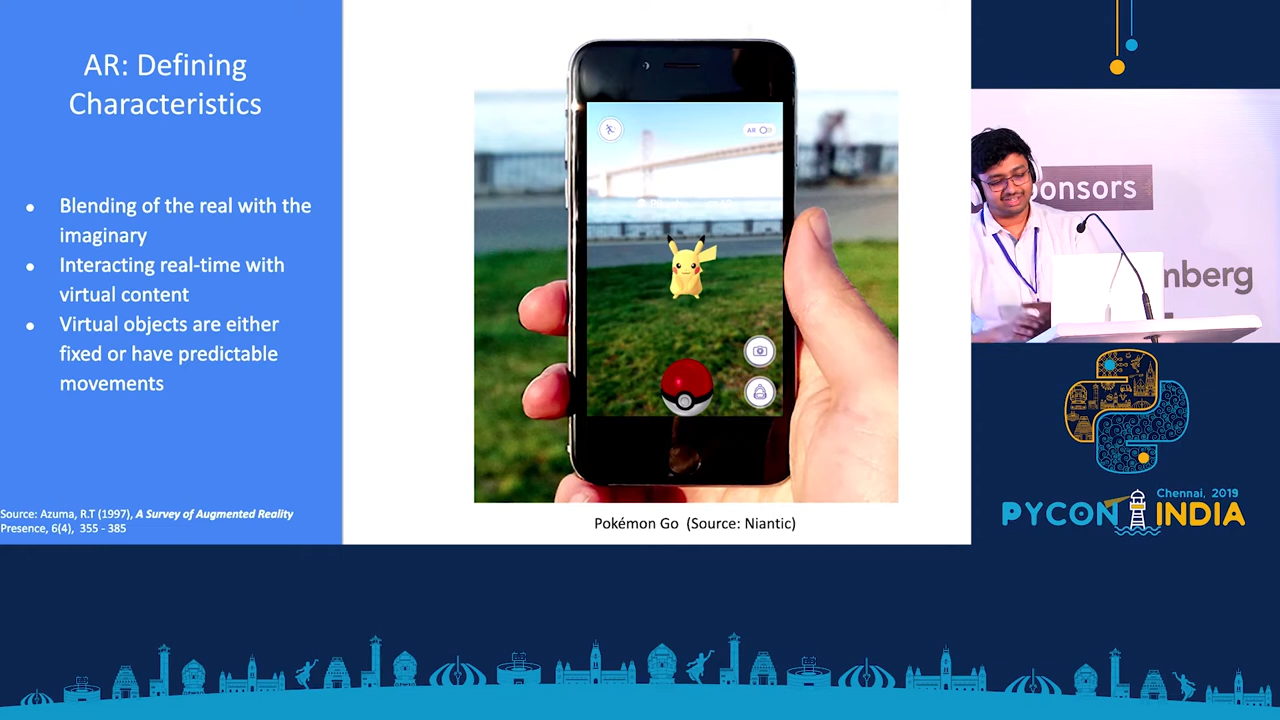 AR: Defining
Characteristics
● Blending of the real with the
imaginary
● Interacting real-time with
virtual content
● Virtual objects are either
fixed or have predictable
movements
Source: Azuma, R.T (1997), A Survey of Augmented Reality
Presence, 6(4), 355 - 385
AR
Pokémon Go (Source: Niantic)
onsors
mberg
Chennai, 2019
PYCON INDIA